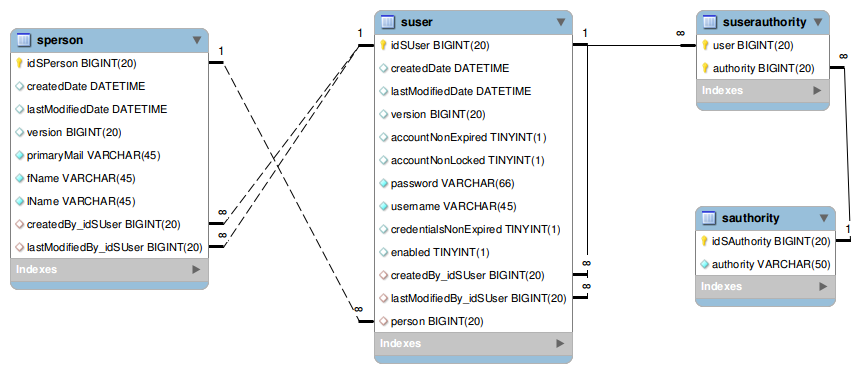 sperson
idSPerson BIGINT(20)
createdDate DATETIME
lastModifiedDate DATETIME
version BIGINT(20)
primaryMail VARCHAR(45)
fName VARCHAR(45)
lName VARCHAR(45)
createdBy_idSUser BIGINT(20)
lastModifiedBy_idSUser BIGINT(20)
Indexes
1
∞
∞
suser
idSUser BIGINT(20)
createdDate DATETIME
lastModifiedDate DATETIME
version BIGINT(20)
accountNonExpired TINYINT(1)
accountNonLocked TINYINT(1)
password VARCHAR(66)
username VARCHAR(45)
credentialsNonExpired TINYINT(1)
enabled TINYINT(1)
createdBy_idSUser BIGINT(20)
lastModifiedBy_idSUser BIGINT(20)
person BIGINT(20)
Indexes
1
∞
1
∞
∞
suserauthority
user BIGINT(20)
authority BIGINT(20)
Indexes
∞
∞
sauthority
idSAuthority BIGINT(20)
authority VARCHAR(50)
Indexes
1